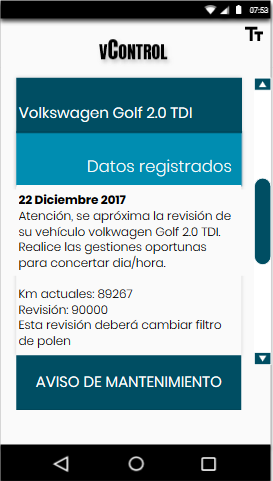 07:53
TT
vControl
Volkswagen Golf 2.0 TDI
Datos registrados
22 Diciembre 2017
Atención, se apróxima la revisión de
su vehículo volkwagen Golf 2.0 TDI.
Realice las gestiones oportunas
para concertar dia/hora.
Km actuales: 89267
Revisión: 90000
Esta revisión deberá cambiar filtro
de polen
AVISO DE MANTENIMIENTO